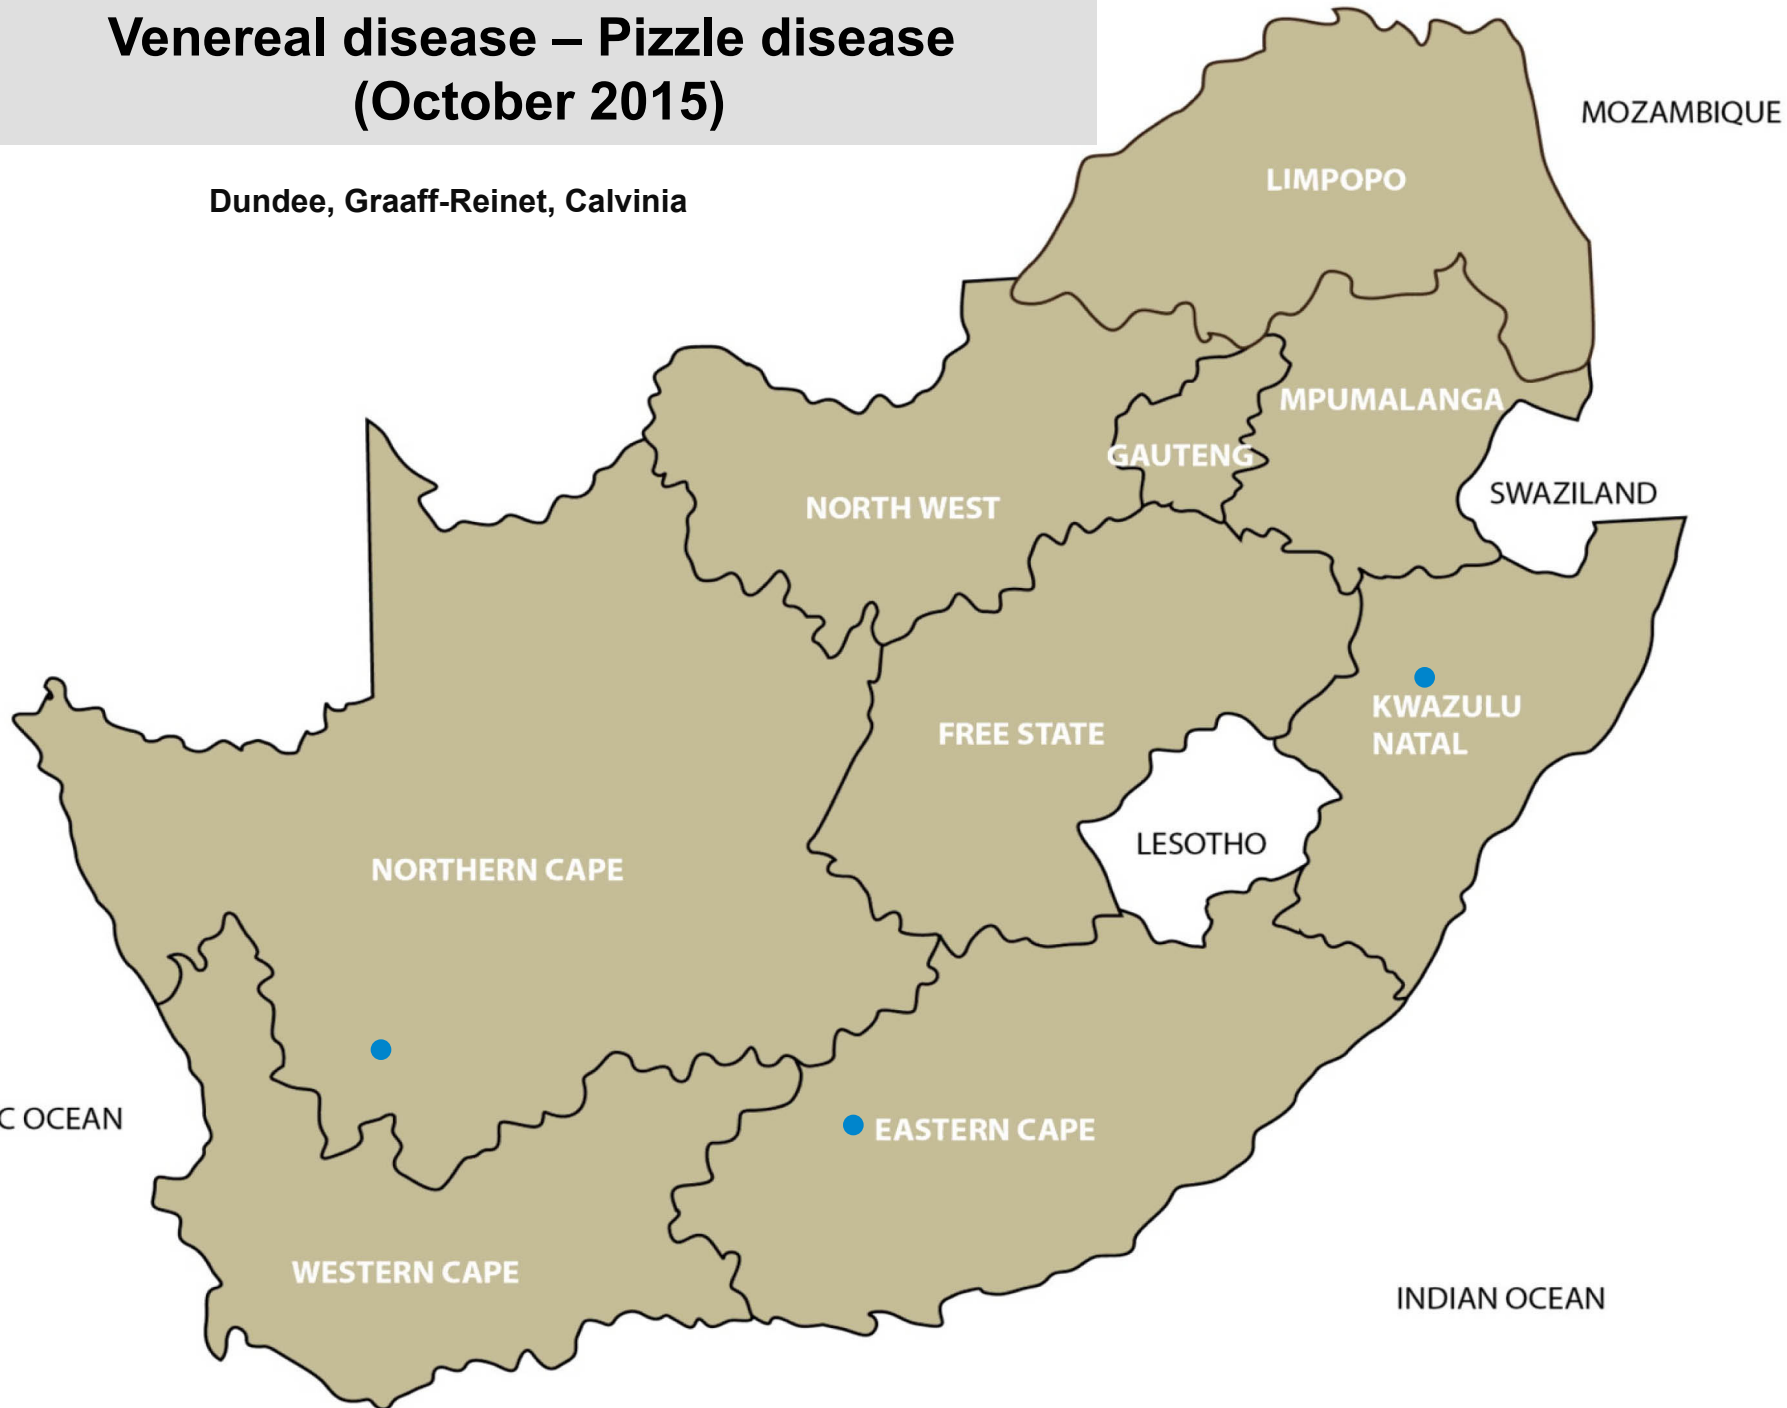 Venereal disease – Pizzle disease
(October 2015)
MOZAMBIQUE
LIMPOPO
Dundee, Graaff-Reinet, Calvinia
MPUMALANGA
GAUTENG
SWAZILAND
NORTH WEST
KWAZULU
NATAL
FREE STATE
LESOTHO
NORTHERN CAPE
C OCEAN
EASTERN CAPE
WESTERN CAPE
INDIAN OCEAN